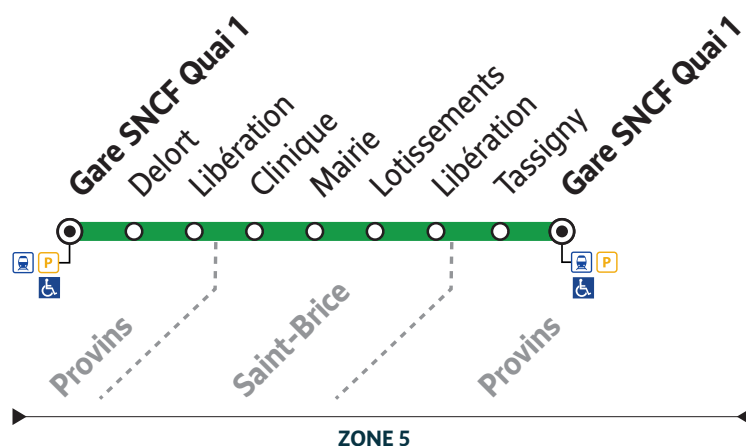 Gare SNCF Quai 1
Delort
Libération
Clinique
Mairie
Lotissements
Libération
Tassigny
Gare SNCF Quai 1
P
P
Provins
Saint-Brice
Provins
ZONE 5